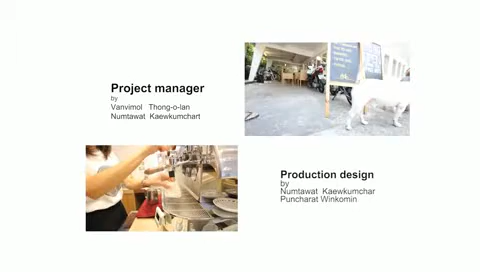 Project manager
by
Vanvimol Thong-o-lan
Numtawat Kaewkumchart
Production design
by
Numtawat Kaewkumchar
Puncharat Winkomin